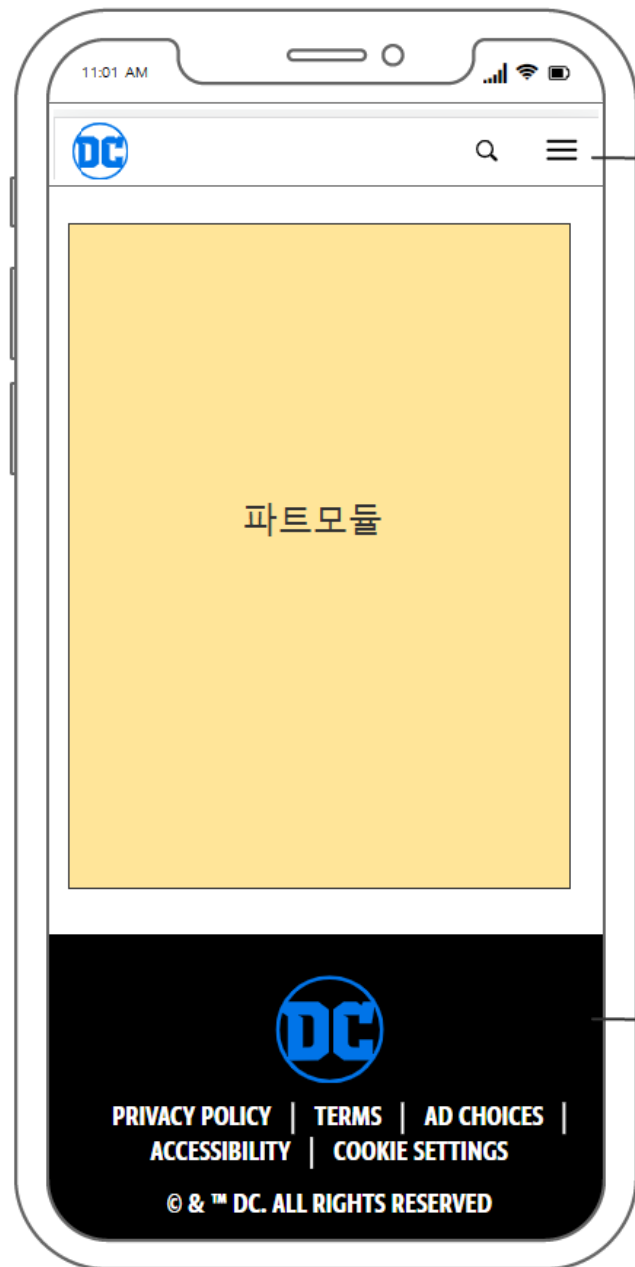 11:01 AM
DC
파트모듈
DC
PRIVACY POLICY | TERMS | AD CHOICES |
ACCESSIBILITY | COOKIE SETTINGS
© & ™ DC. ALL RIGHTS RESERVED